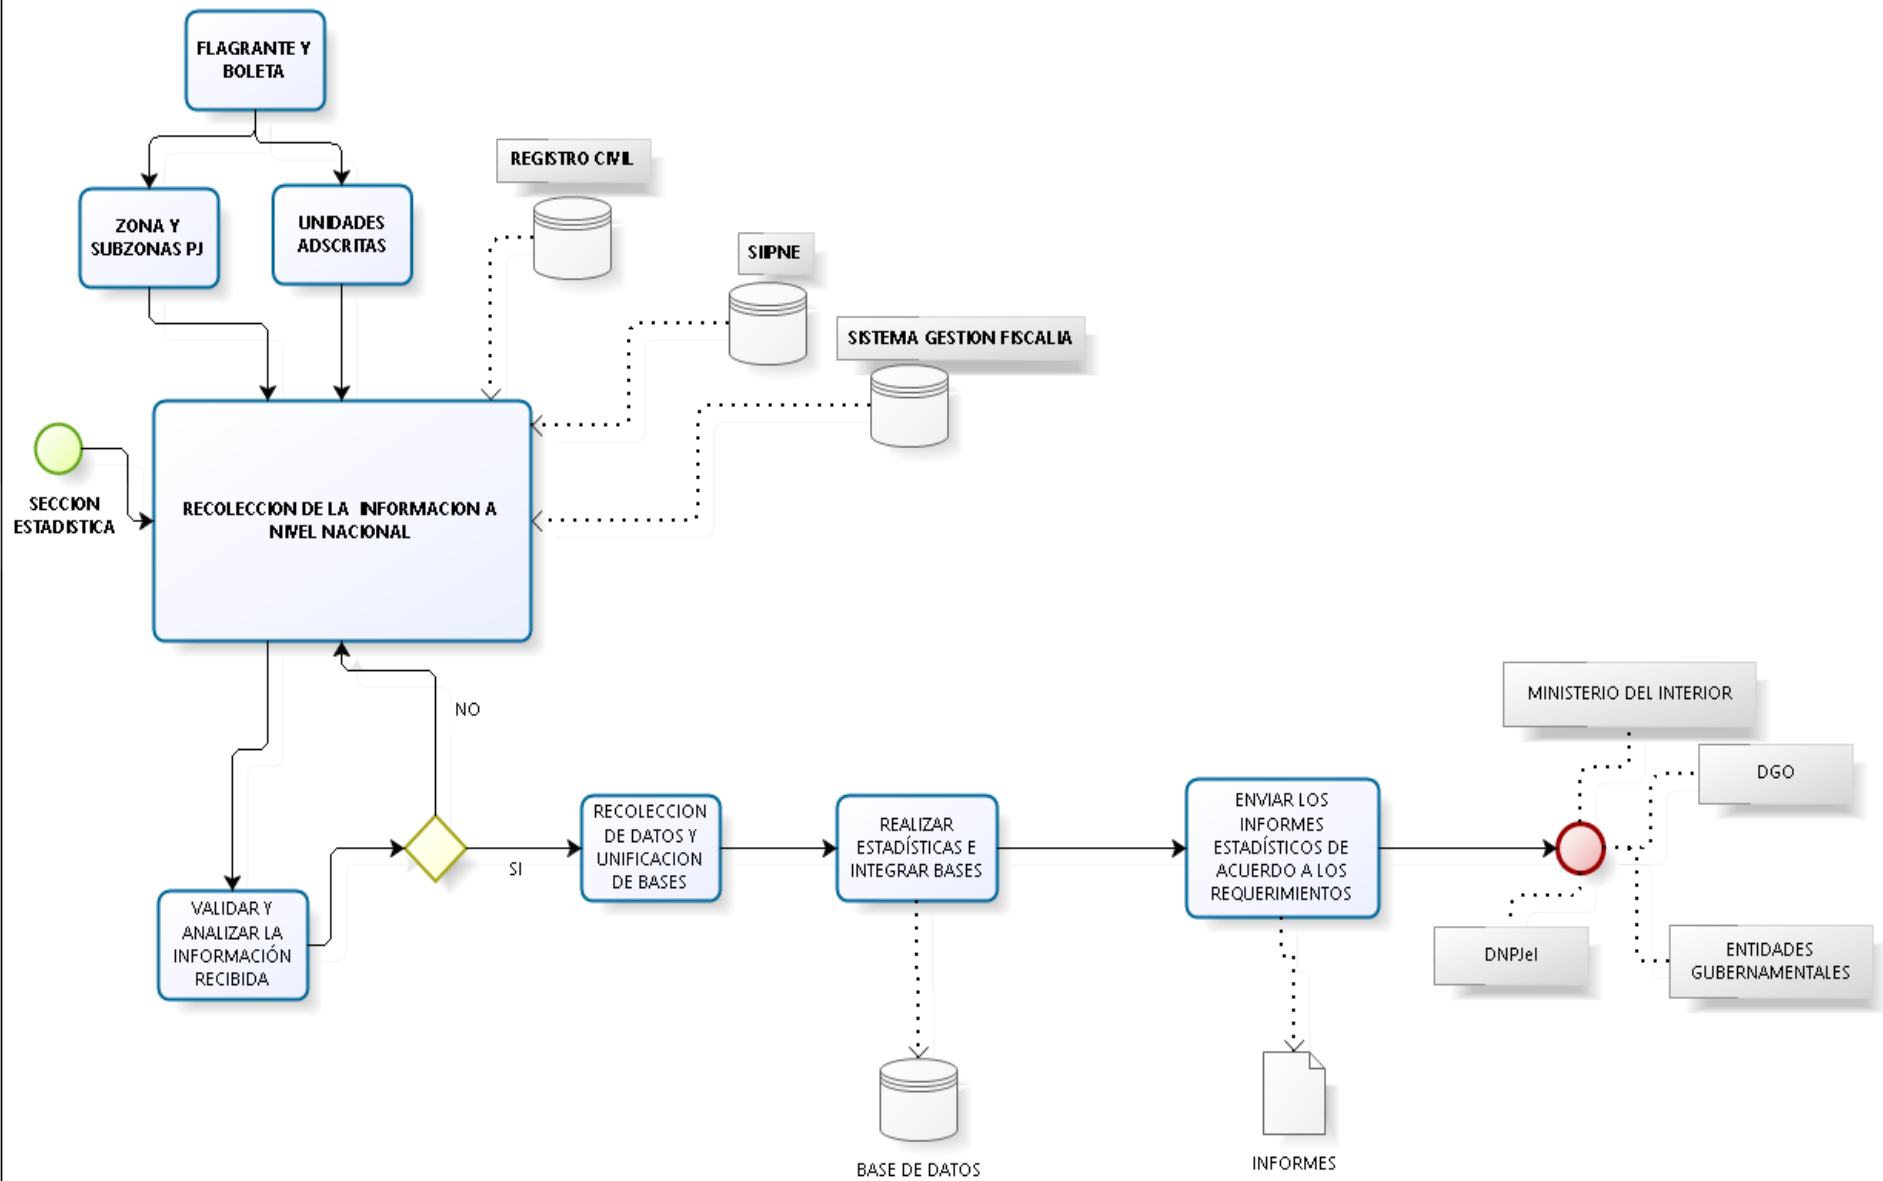 FLAGRANTE Y
BOLETA
ZONA Y
SUBZONAS PJ
UNIDADES
ADSCRITAS
REGISTRO CIVIL
SIIPNE
SISTEMA GESTION FISCALIA
SECCION
ESTADISTICA
RECOLECCION DE LA INFORMACION A
NIVEL NACIONAL
NO
SI
VALIDAR Y
ANALIZAR LA
INFORMACIÓN
RECIBIDA
RECOLECCION
DE DATOS Y
UNIFICACION
DE BASES
REALIZAR
ESTADÍSTICAS E
INTEGRAR BASES
ENVIAR LOS
INFORMES
ESTADÍSTICOS DE
ACUERDO A LOS
REQUERIMIENTOS
MINISTERIO DEL INTERIOR
DGO
DNPJeI
ENTIDADES
GUBERNAMENTALES
BASE DE DATOS
INFORMES